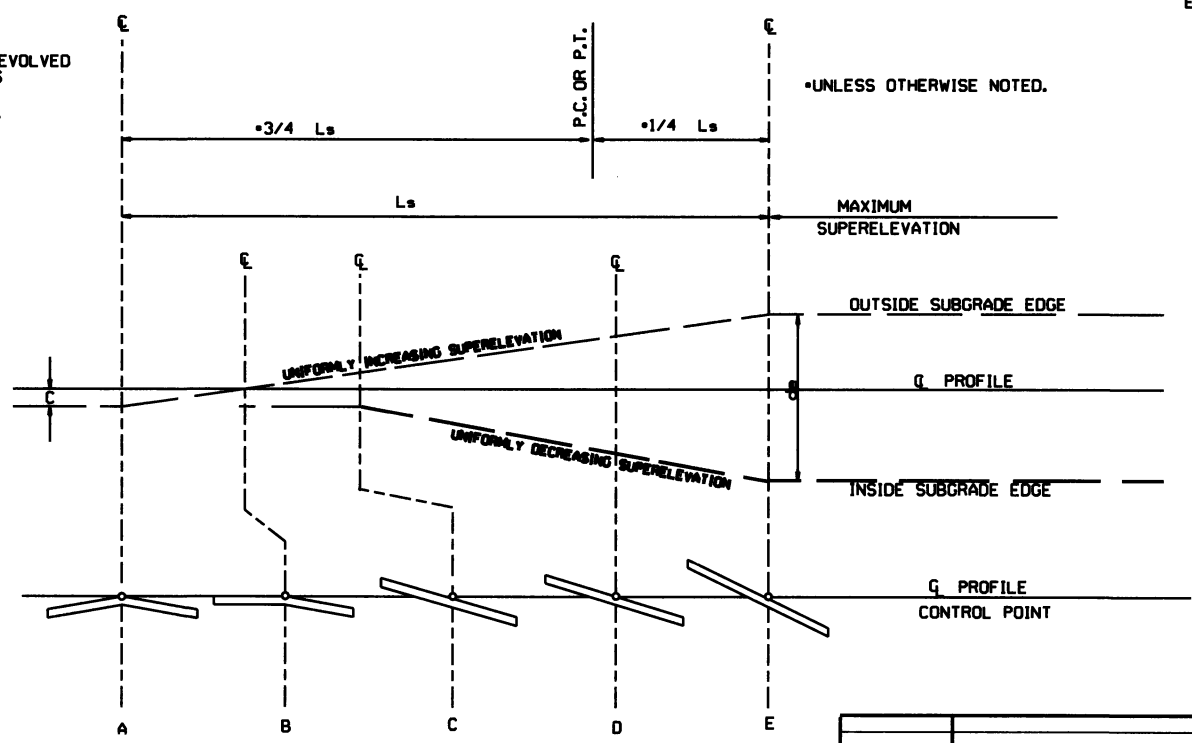 ℄
℄
EVOLVED
P.C. OR P.T.
•UNLESS OTHERWISE NOTED.
•3/4 Ls
•1/4 Ls
Ls
MAXIMUM
SUPERELEVATION
℄
℄
℄
OUTSIDE SUBGRADE EDGE
UNIFORMLY INCREASING SUPERELEVATION
℄ PROFILE
C
UNIFORMLY DECREASING SUPERELEVATION
INSIDE SUBGRADE EDGE
℄ PROFILE
CONTROL POINT
A
B
C
D
E